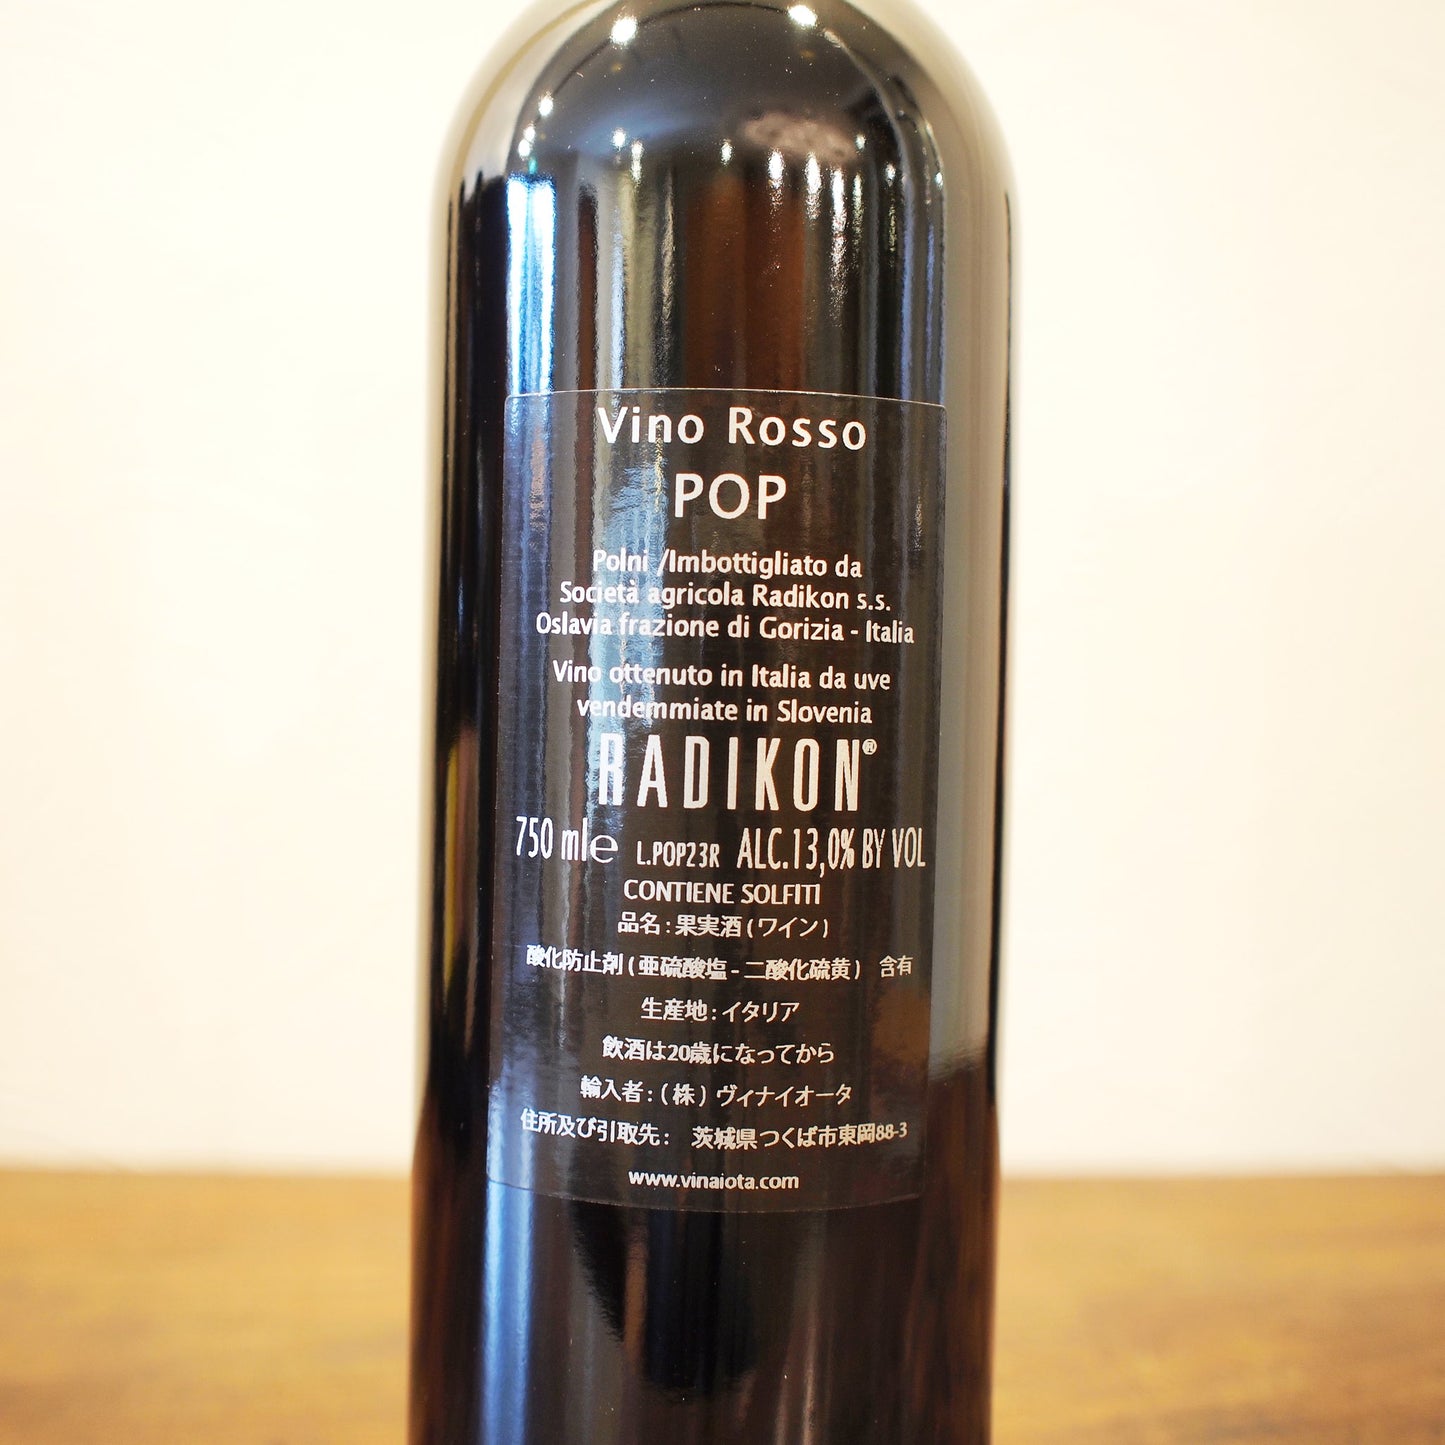 Vino Rosso
POP
Polni /Imbottigliato da
Società agricola Radikon s.s.
Oslavia frazione di Gorizia - Italia
Vino ottenuto in Italia da uve
vendemmiate in Slovenia
RADIKON®
750 ml e L.POP23R ALC.13,0% BY VOL
CONTIENE SOLFITI
品名 : 果実酒 ( ワイン )
酸化防止剤 ( 亜硫酸塩 - 二酸化硫黄 ) 含有
生産地 : イタリア
飲酒は20歳になってから
輸入者 : ( 株 ) ヴィナイオータ
住所及び引取先 : 茨城県つくば市東岡88-3
www.vinaiota.com